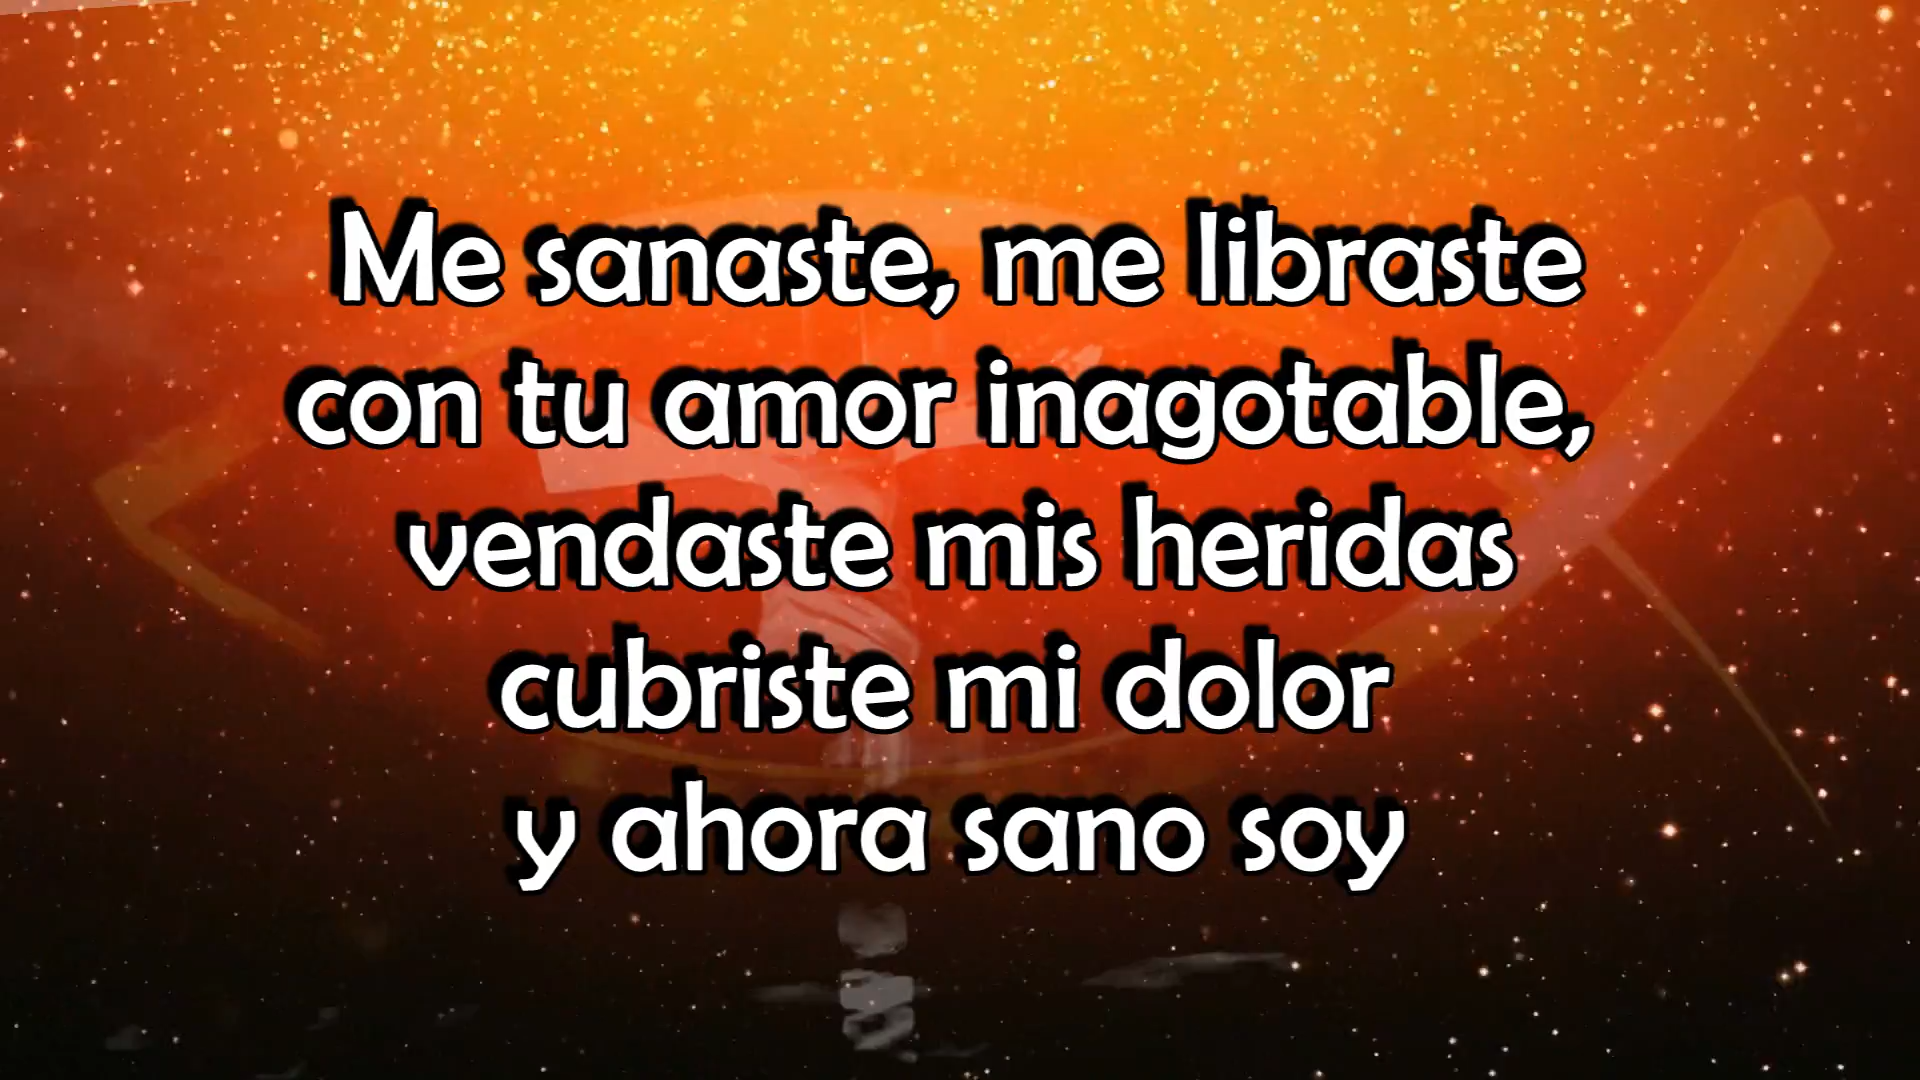 Me sanaste, me libraste
con tu amor inagotable,
vendaste mis heridas
cubriste mi dolor
y ahora sano soy